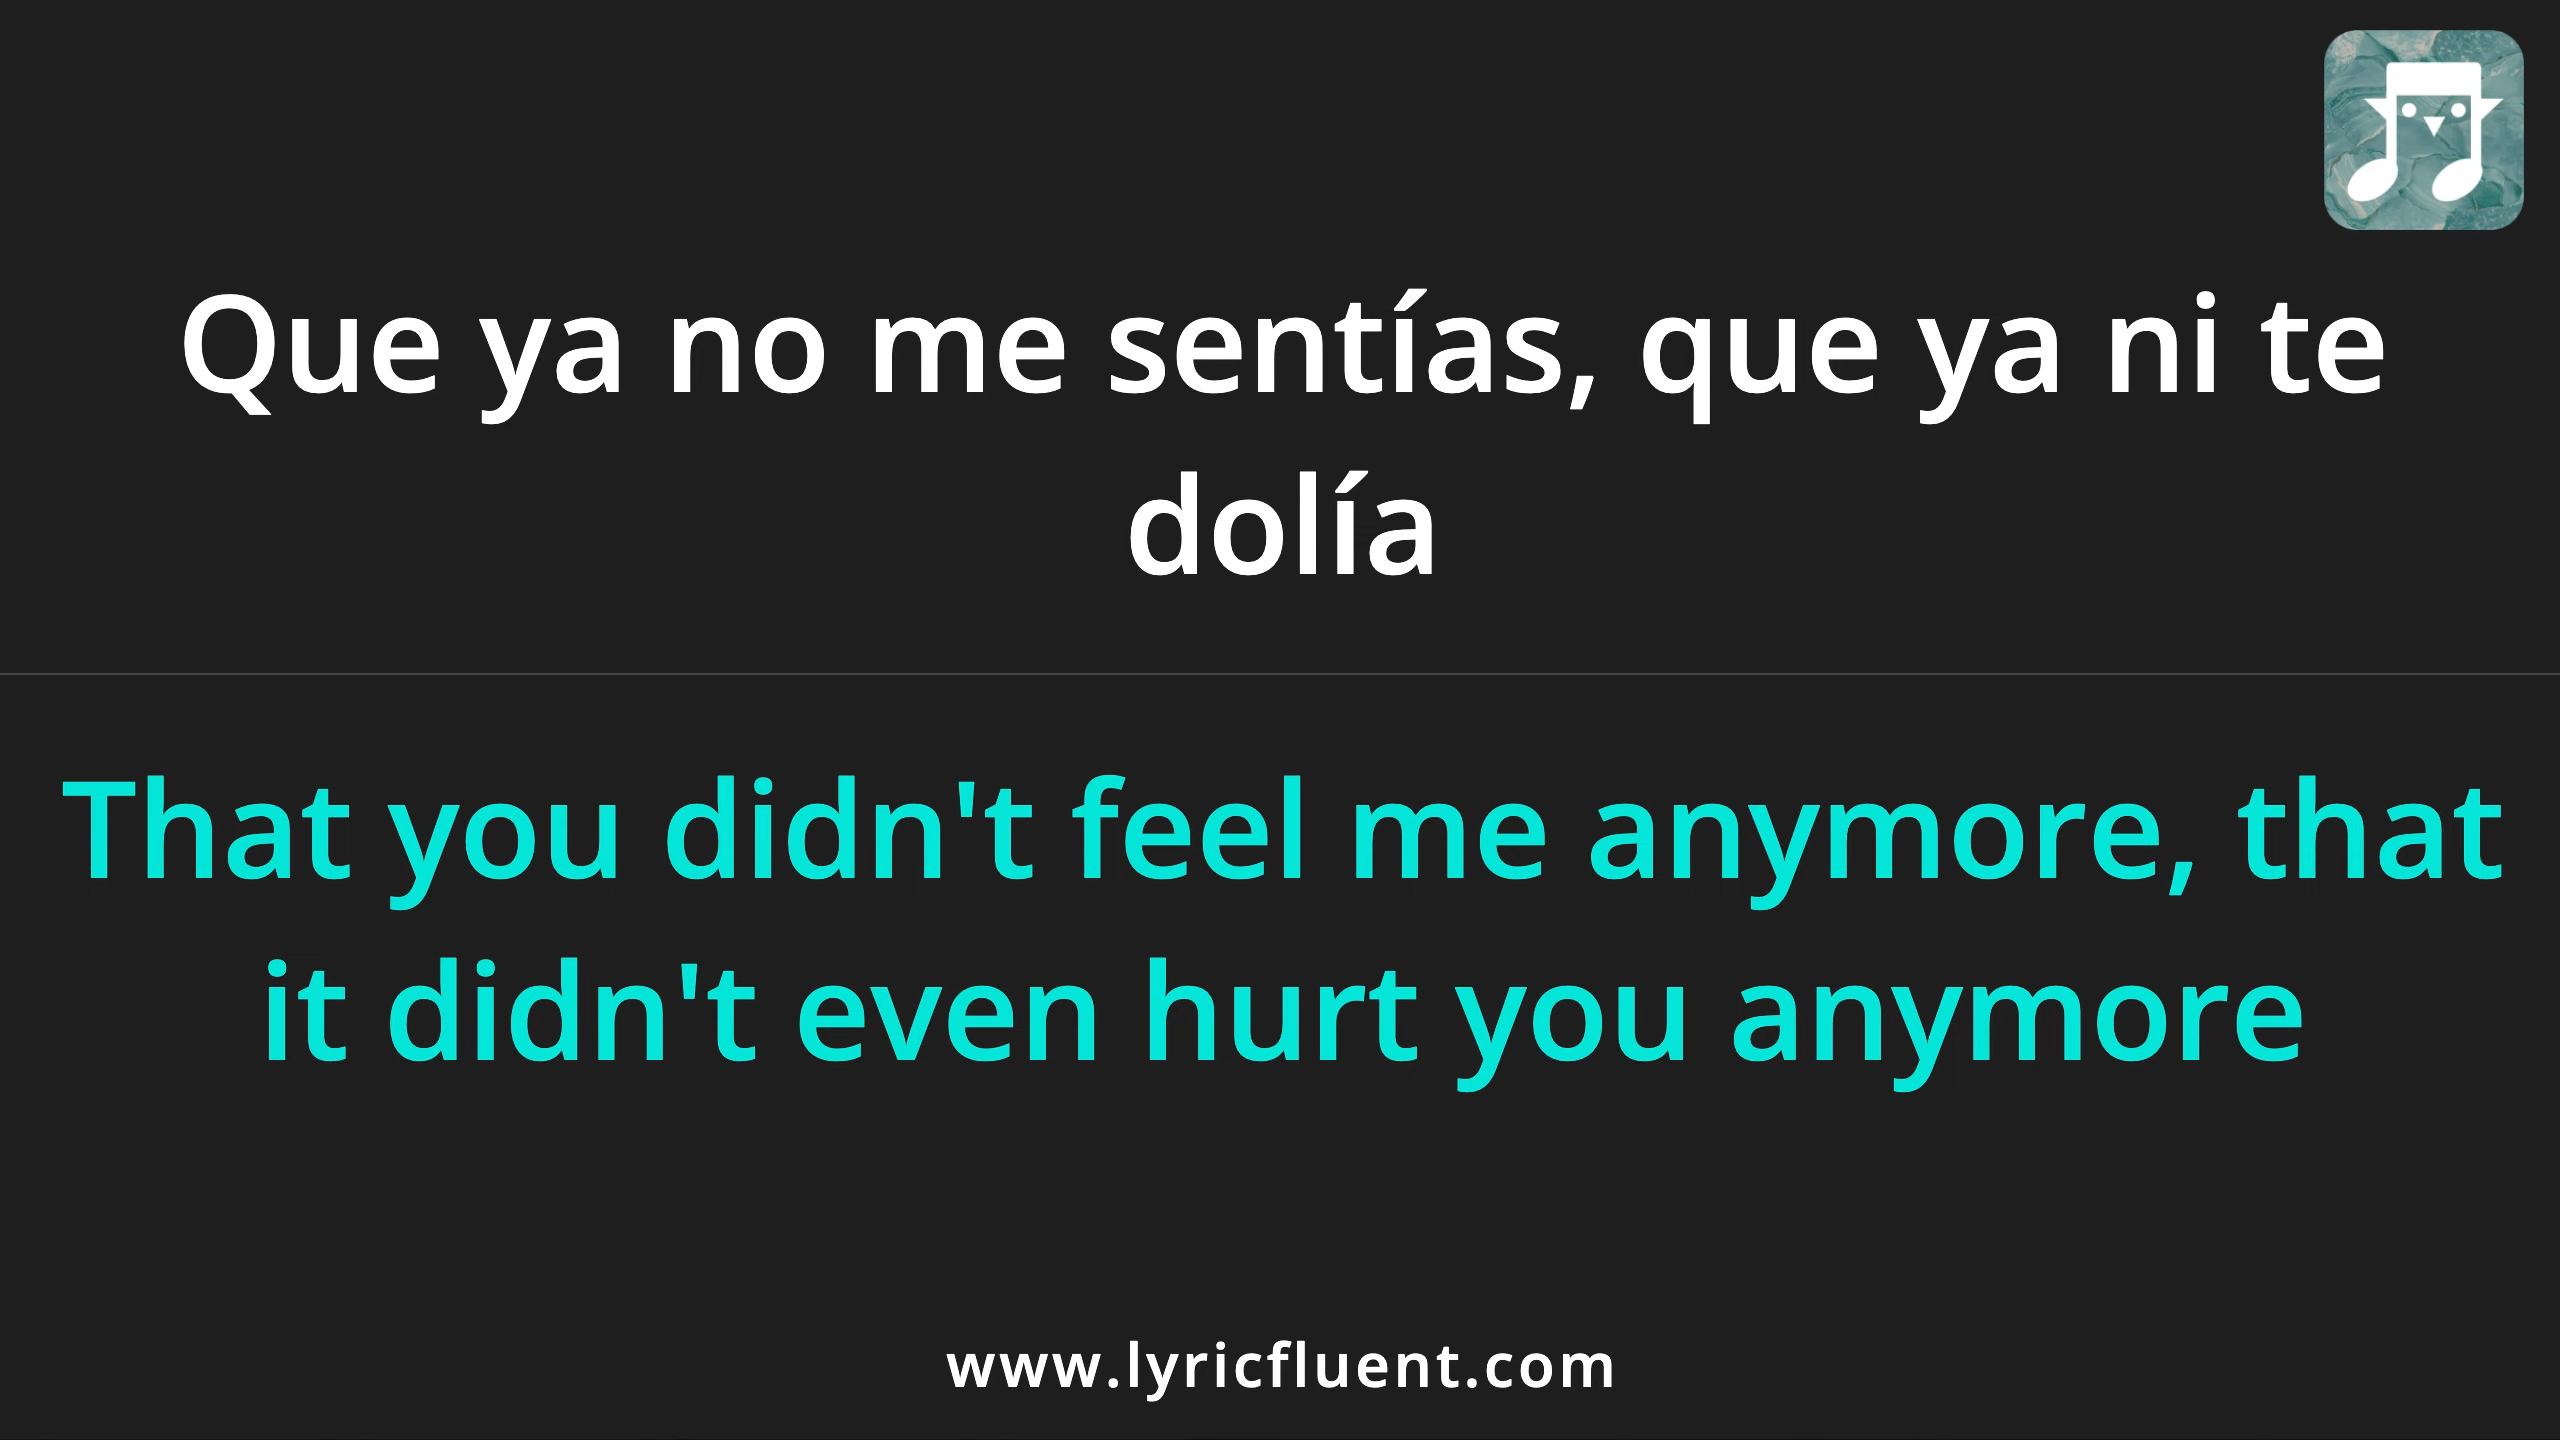 Que ya no me sentías, que ya ni te
dolía
That you didn't feel me anymore, that
it didn't even hurt you anymore
www.lyricfluent.com